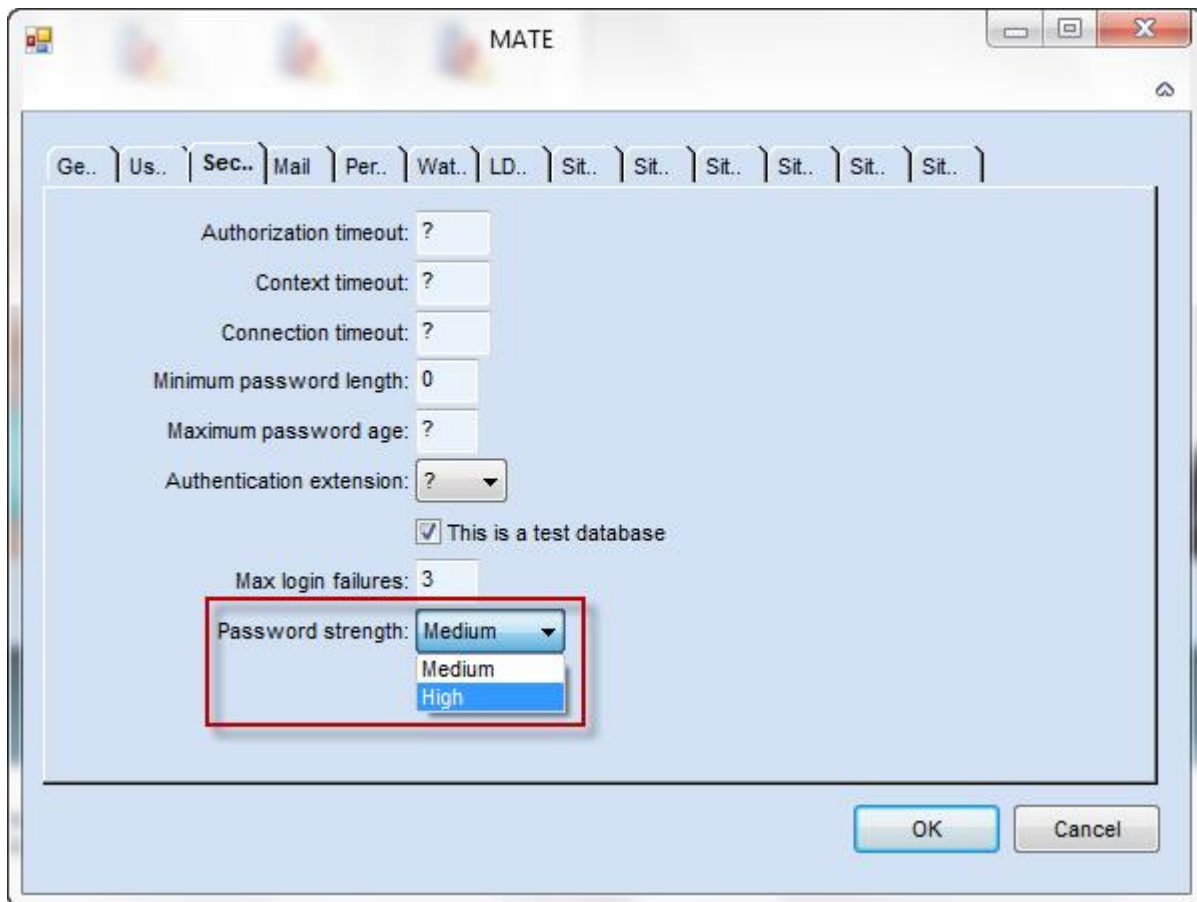 MATE
Ge.. Us.. Sec.. Mail Per.. Wat.. LD.. Sit.. Sit.. Sit.. Sit.. Sit.. Sit..
Authorization timeout: ?
Context timeout: ?
Connection timeout: ?
Minimum password length: 0
Maximum password age: ?
Authentication extension: ?
This is a test database
Max login failures: 3
Password strength: Medium
Medium
High
OK Cancel